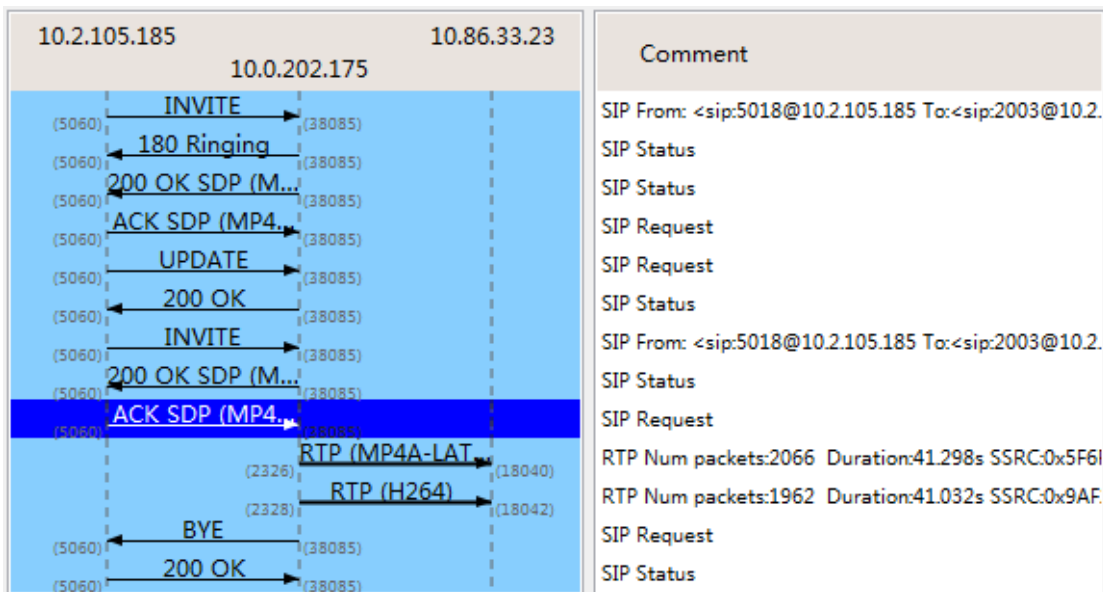 10.2.105.185 10.86.33.23
10.0.202.175
Comment
INVITE
(5060) (38085)
SIP From: <sip:5018@10.2.105.185 To:<sip:2003@10.2.
180 Ringing
(5060) (38085)
SIP Status
200 OK SDP (M...
(5060) (38085)
SIP Status
ACK SDP (MP4...
(5060) (38085)
SIP Request
UPDATE
(5060) (38085)
SIP Request
200 OK
(5060) (38085)
SIP Status
INVITE
(5060) (38085)
SIP From: <sip:5018@10.2.105.185 To:<sip:2003@10.2.
200 OK SDP (M...
(5060) (38085)
SIP Status
ACK SDP (MP4...
(5060) (38085)
SIP Request
RTP (MP4A-LAT...
(2326) (18040)
RTP Num packets:2066 Duration:41.298s SSRC:0x5F6
RTP (H264)
(2328) (18042)
RTP Num packets:1962 Duration:41.032s SSRC:0x9AF.
BYE
(5060) (38085)
SIP Request
200 OK
(5060) (38085)
SIP Status